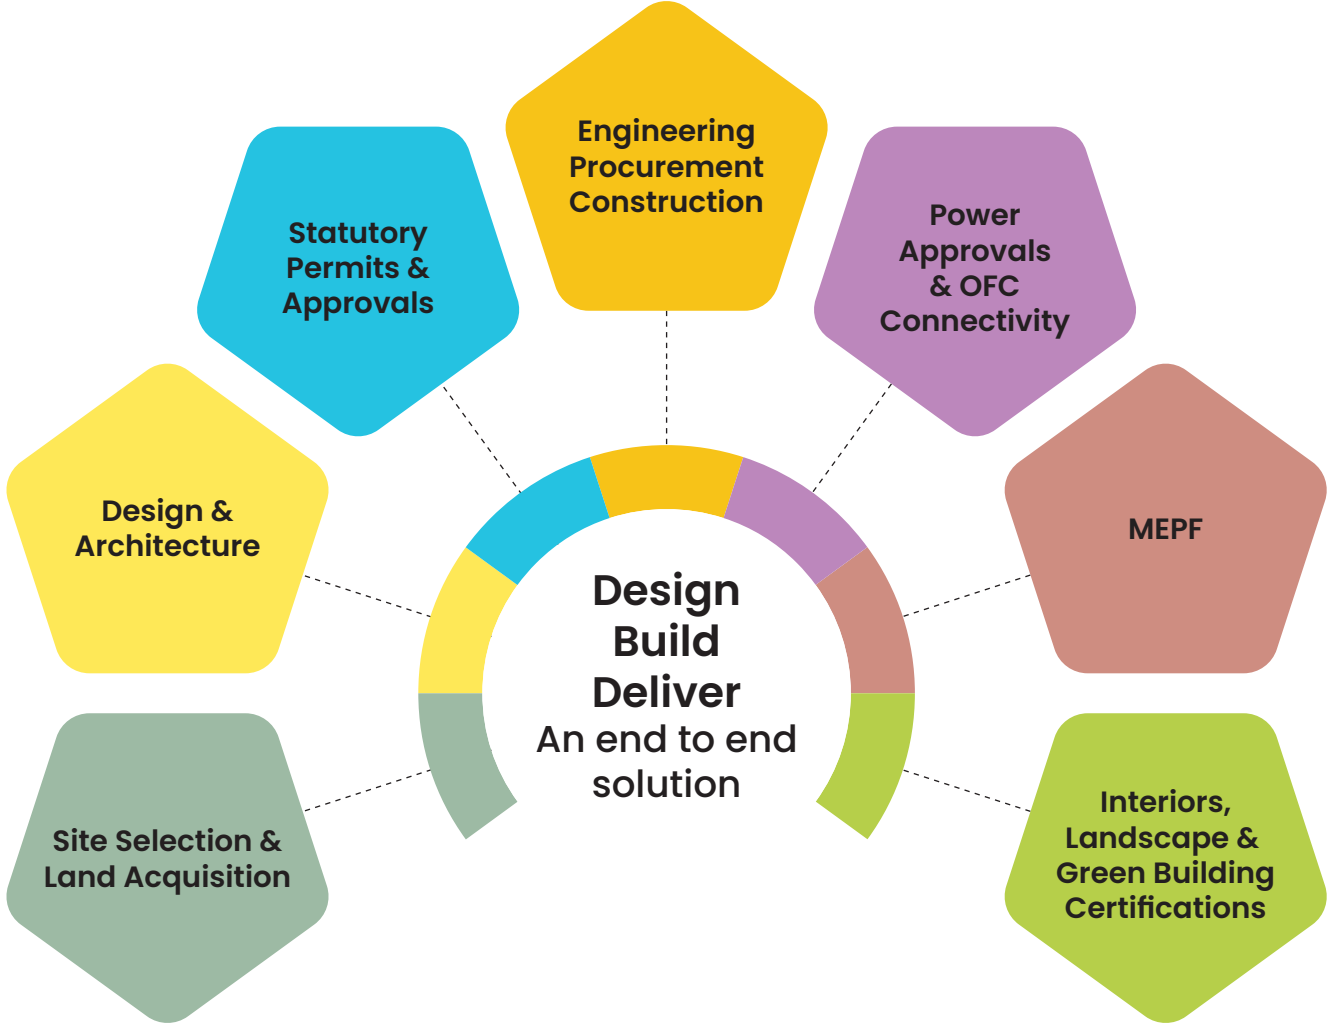 Engineering
Procurement
Construction
Statutory
Permits &
Approvals
Power
Approvals
& OFC
Connectivity
Design &
Architecture
MEPF
Design
Build
Deliver
An end to end
solution
Site Selection &
Land Acquisition
Interiors,
Landscape &
Green Building
Certifications